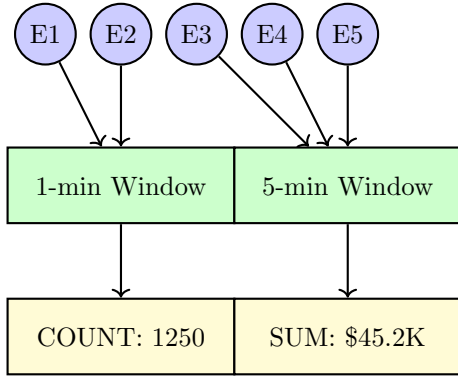 E1 E2 E3 E4 E5
1-min Window 5-min Window
COUNT: 1250 SUM: $45.2K